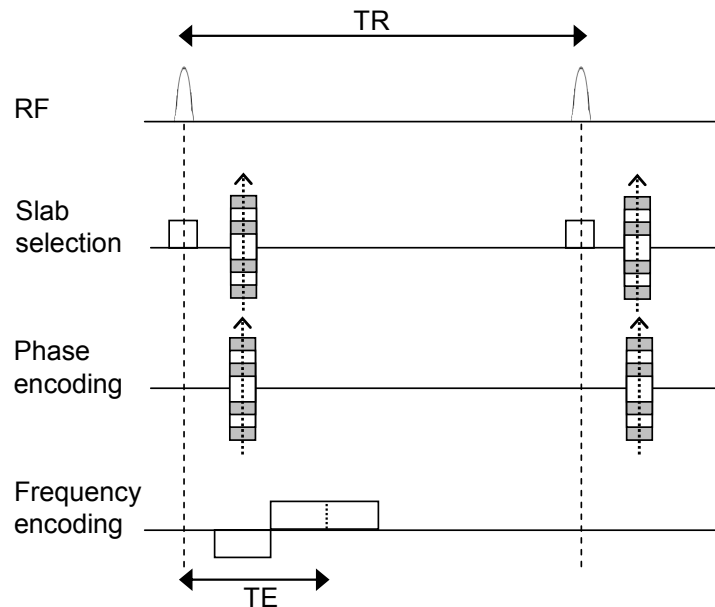 TR
RF
Slab
selection
Phase
encoding
Frequency
encoding
TE